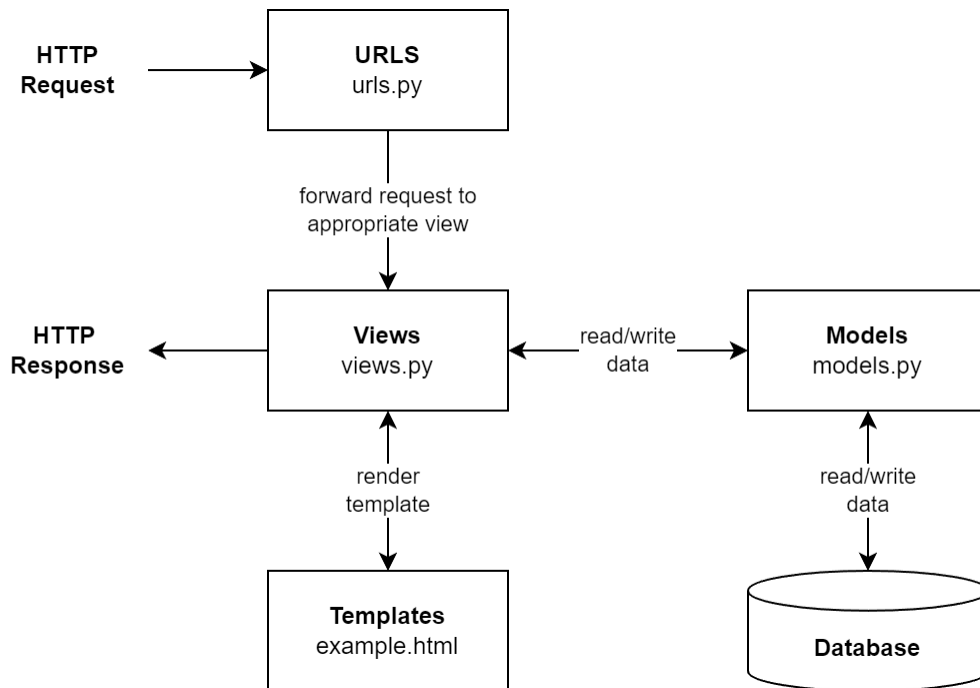 HTTP
Request
URLS
urls.py
forward request to
appropriate view
HTTP
Response
Views
views.py
read/write
data
Models
models.py
render
template
read/write
data
Templates
example.html
Database